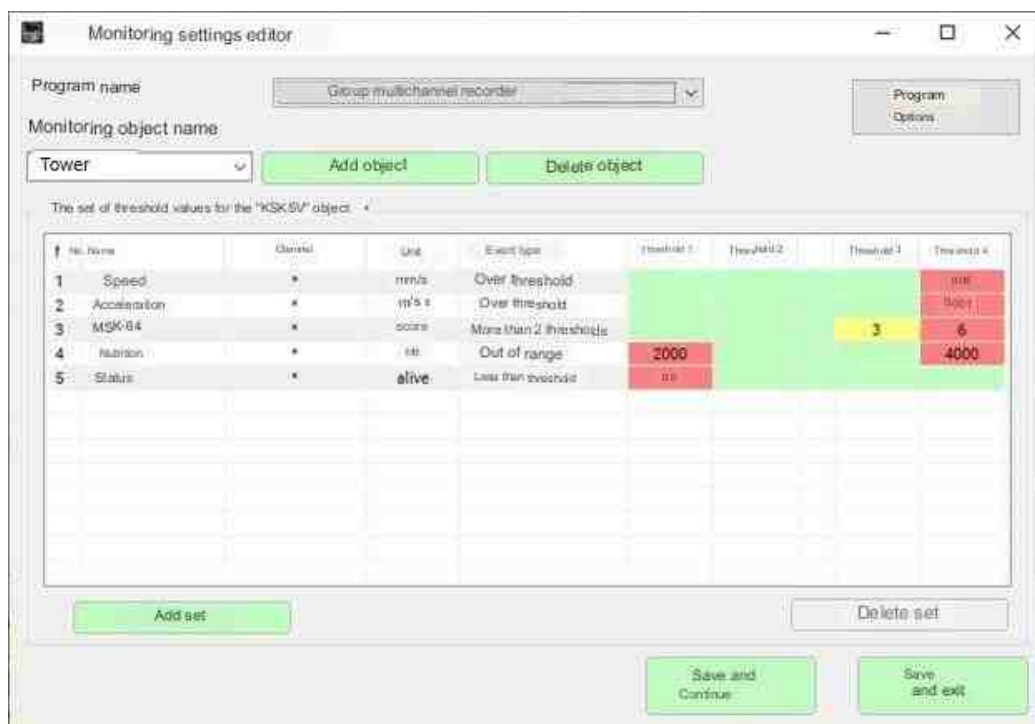 Monitoring settings editor
Program name
Group multichannel recorder
Program
Options
Monitoring object name
Tower
Add object
Delete object
The set of threshold values for the "KSKSV" object
No. Name Channel Unit Event type Threshold 1 Threshold 2 Threshold 3 Threshold 4
1 Speed * mm/s Over threshold
2 Acceleration * m/s s Over threshold
3 MSK-64 * score More than 2 thresholds 3 6
4 Nutrition * Out of range 2000 4000
5 Status * alive Less than threshold
Add set
Delete set
Save and
Continue
Save
and exit